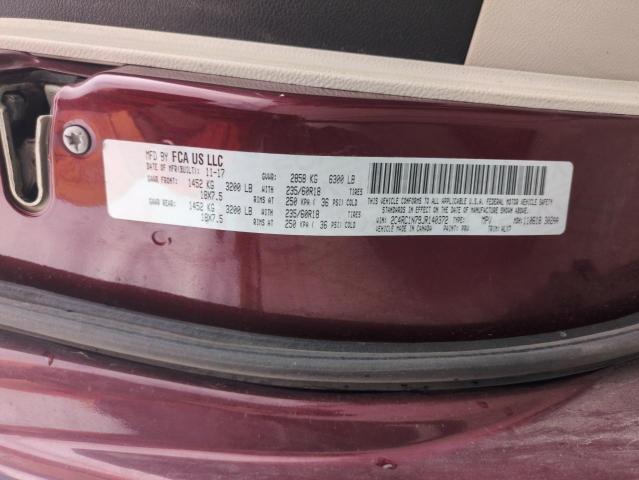 MFD BY FCA US LLC
DATE OF MFR(BUILT): 11-17 GVWR: 2858 KG 6300 LB
GAWR FRONT: 1452 KG 3200 LB WITH 235/60R18 TIRES
18X7.5 RIMS AT 250 KPA ( 36 PSI) COLD
GAWR REAR: 1452 KG 3200 LB WITH 235/60R18 TIRES
18X7.5 RIMS AT 250 KPA ( 36 PSI) COLD
THIS VEHICLE CONFORMS TO ALL APPLICABLE U.S.A. FEDERAL MOTOR VEHICLE SAFETY
STANDARDS IN EFFECT ON THE DATE OF MANUFACTURE SHOWN ABOVE.
VIN: TYPE: MPV MDH:
VEHICLE MADE IN CANADA PAINT: PRV TRIM: